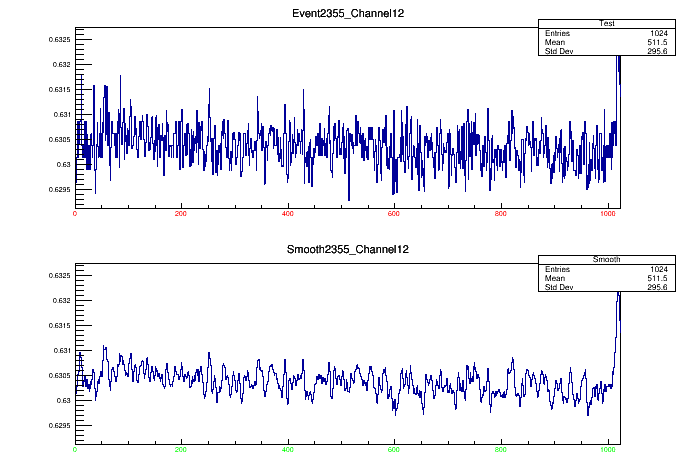 Event2355_Channel12
Test
Entries 1024
Mean 511.5
Std Dev 295.6
0.6325
0.632
0.6315
0.631
0.6305
0.63
0.6295
0 200 400 600 800 1000
Smooth2355_Channel12
Smooth
Entries 1024
Mean 511.5
Std Dev 295.6
0.6325
0.632
0.6315
0.631
0.6305
0.63
0.6295
0 200 400 600 800 1000